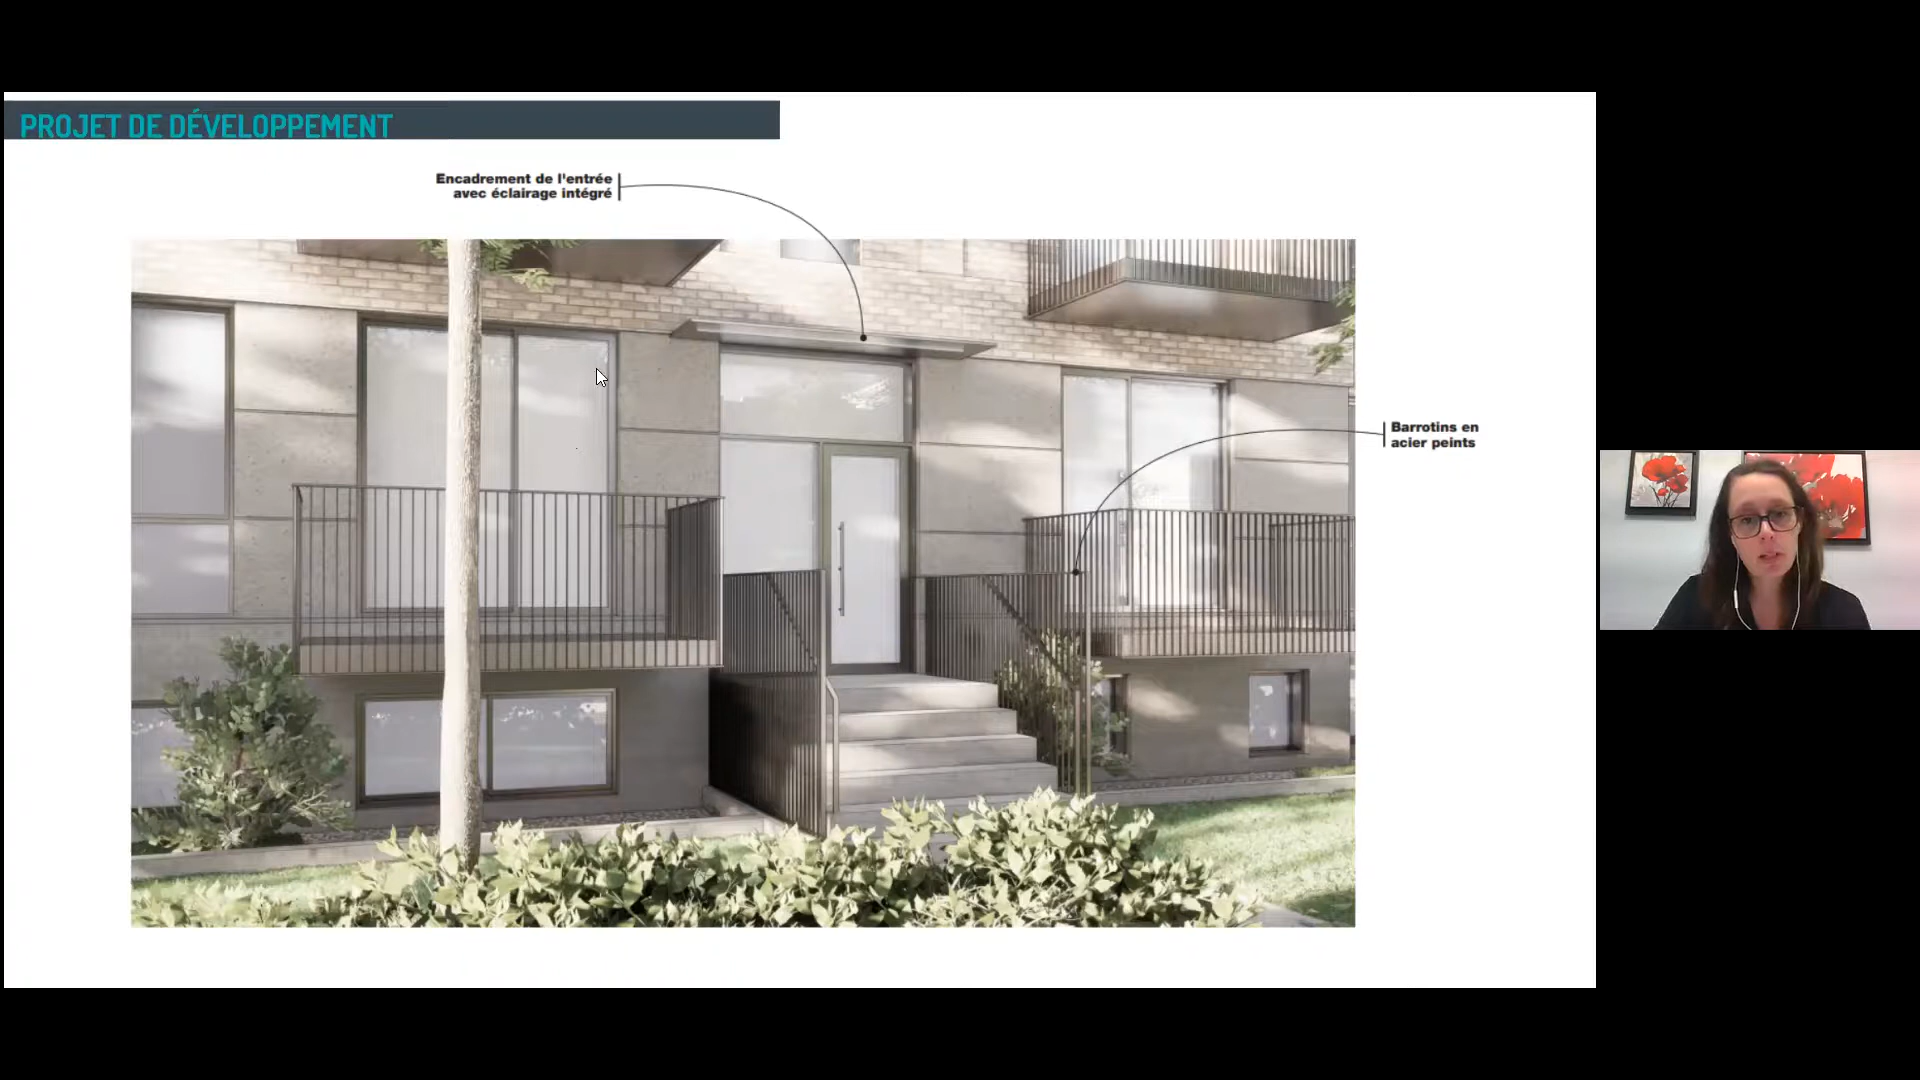 PROJET DE DÉVELOPPEMENT
Encadrement de l'entrée
avec éclairage intégré
Barrotins en
acier peints